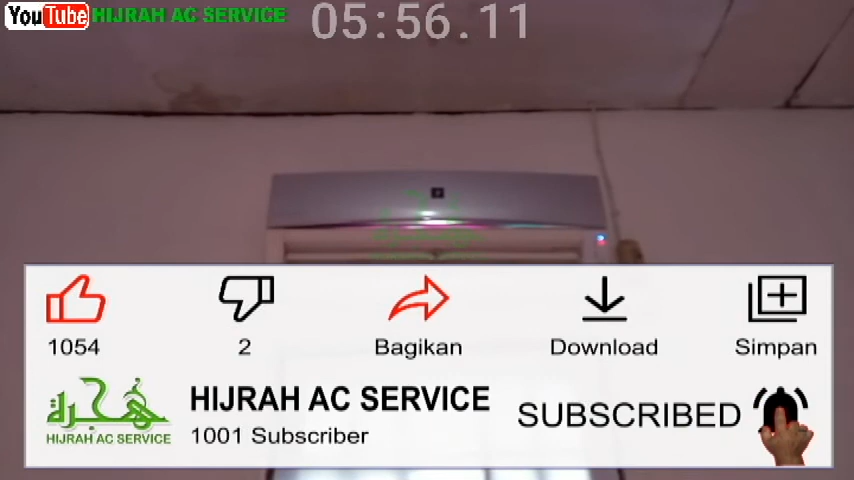 YouTube HIJRAH AC SERVICE
05:56.11
1054
2
Bagikan
Download
Simpan
هجرة
HIJRAH AC SERVICE
HIJRAH AC SERVICE
1001 Subscriber
SUBSCRIBED